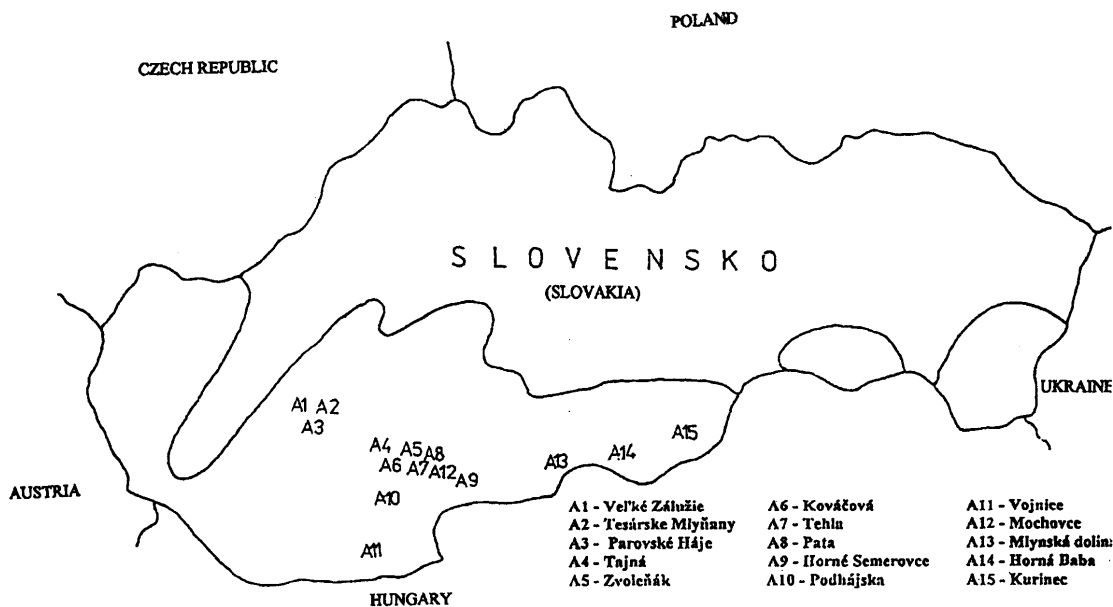 POLAND
CZECH REPUBLIC
S L O V E N S K O
(SLOVAKIA)
UKRAINE
A1 A2
A3
A4 A5 A8
A6 A7 A12 A9
A10
A11
A13 A14 A15
AUSTRIA
HUNGARY
A1 - Veľké Zálužie
A2 - Tesárske Mlyňany
A3 - Parovské Háje
A4 - Tajná
A5 - Zvoleňák
A6 - Kováčová
A7 - Tehla
A8 - Pata
A9 - Horné Semerovce
A10 - Podhájska
A11 - Vojnice
A12 - Mochovce
A13 - Mlynská dolina
A14 - Horná Baba
A15 - Kurinec